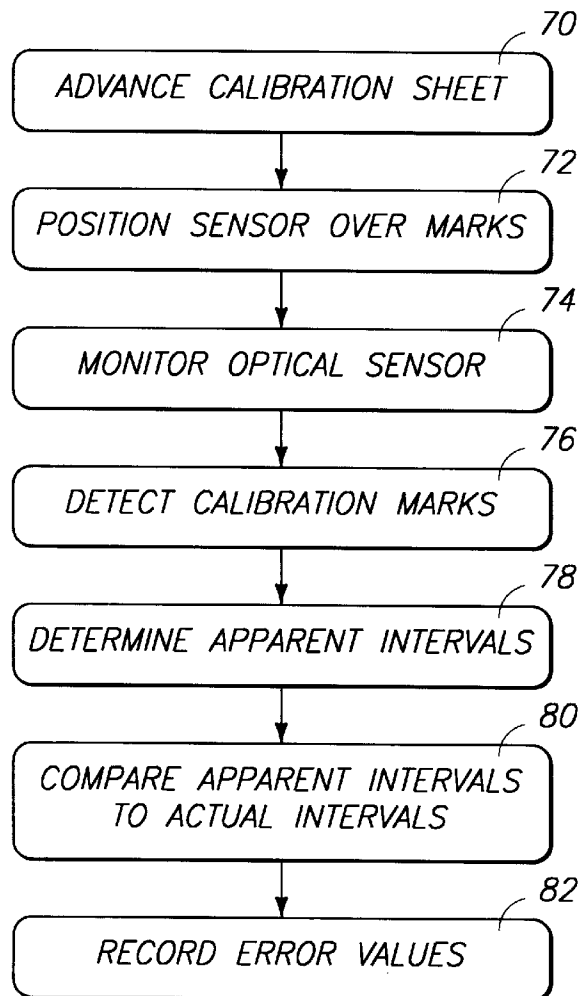 70
ADVANCE CALIBRATION SHEET
72
POSITION SENSOR OVER MARKS
74
MONITOR OPTICAL SENSOR
76
DETECT CALIBRATION MARKS
78
DETERMINE APPARENT INTERVALS
80
COMPARE APPARENT INTERVALS
TO ACTUAL INTERVALS
82
RECORD ERROR VALUES